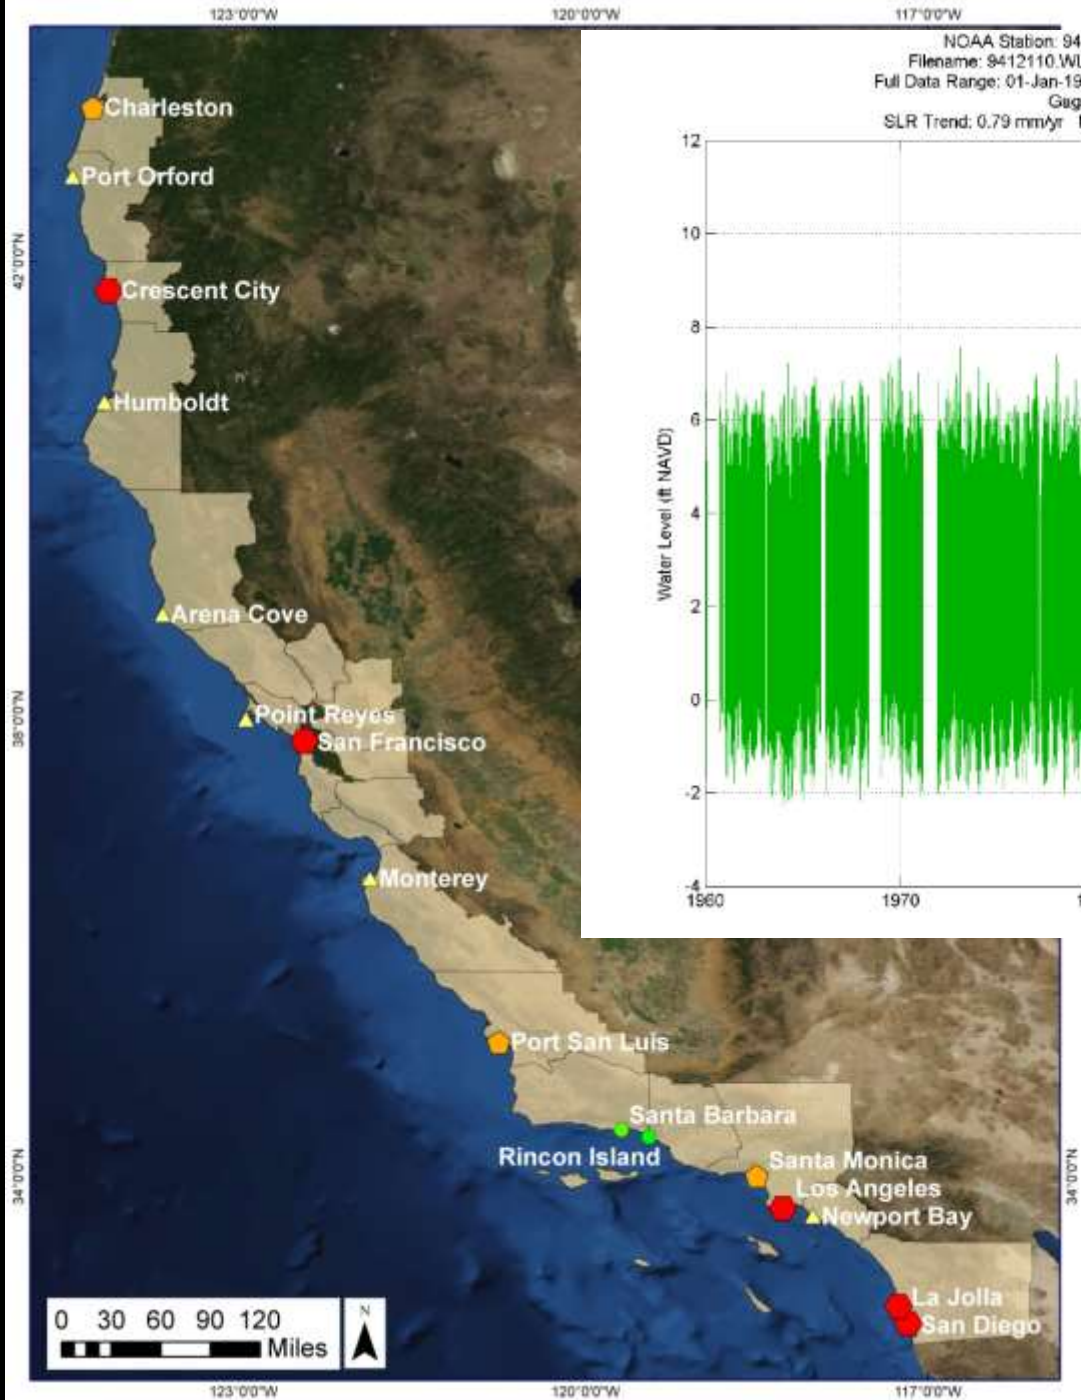 123°0'0"W
120°0'0"W
117°0'0"W
NOAA Station: 94
Filename: 9412110.WL
Full Data Range: 01-Jan-19
Gag
SLR Trend: 0.79 mm/yr
12
10
8
6
4
2
0
-2
-4
Water Level (ft NAVD)
1960
1970
1
Charleston
Port Orford
42°0'0"N
Crescent City
Humboldt
Arena Cove
38°0'0"N
Point Reyes
San Francisco
Monterey
Port San Luis
Santa Barbara
Rincon Island
34°0'0"N
34°0'0"N
Santa Monica
Los Angeles
Newport Bay
La Jolla
San Diego
0 30 60 90 120
Miles
N
123°0'0"W
120°0'0"W
117°0'0"W